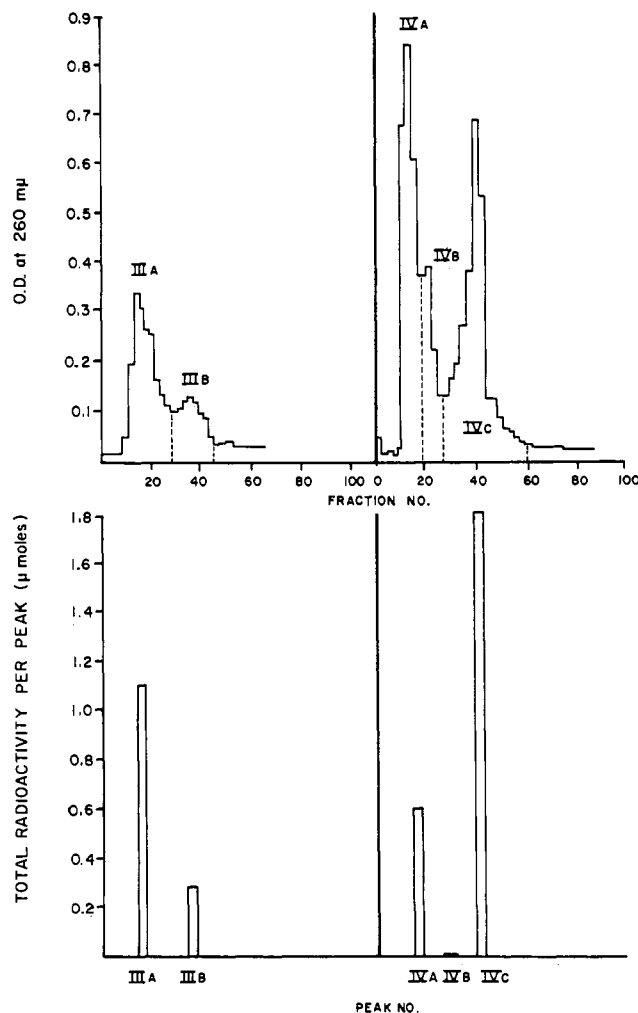 O.D. at 260 mμ
0.9
0.8
0.7
0.6
0.5
0.4
0.3
0.2
0.1
III A
III B
IV A
IV B
IV C
20 40 60 80 100 0 20 40 60 80 100
FRACTION NO.
TOTAL RADIOACTIVITY PER PEAK (μ moles)
1.8
1.6
1.4
1.2
1.0
0.8
0.6
0.4
0.2
III A III B IV A IV B IV C
PEAK NO.